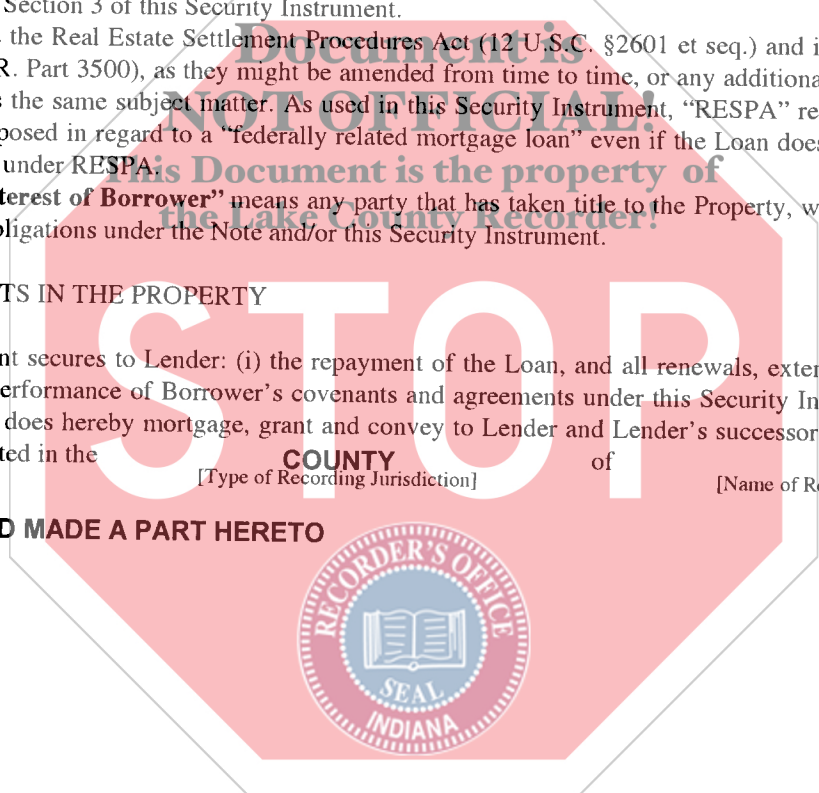 Section 3 of this Security Instrument.
Document is
the Real Estate Settlement Procedures Act (12 U.S.C. §2601 et seq.) and i
R. Part 3500), as they might be amended from time to time, or any additiona
NOT OFFICIAL!
s the same subject matter. As used in this Security Instrument, “RESPA” re
posed in regard to a “federally related mortgage loan” even if the Loan does
under RESPA.
This Document is the property of
terest of Borrower” means any party that has taken title to the Property, w
the Lake County Recorder!
bligations under the Note and/or this Security Instrument.
TS IN THE PROPERTY
STOP
nt secures to Lender: (i) the repayment of the Loan, and all renewals, exten
erformance of Borrower’s covenants and agreements under this Security In
does hereby mortgage, grant and convey to Lender and Lender’s successor
ted in the COUNTY of
[Type of Recording Jurisdiction] [Name of Re
D MADE A PART HERETO
RECORDER'S OFFICE
SEAL
INDIANA